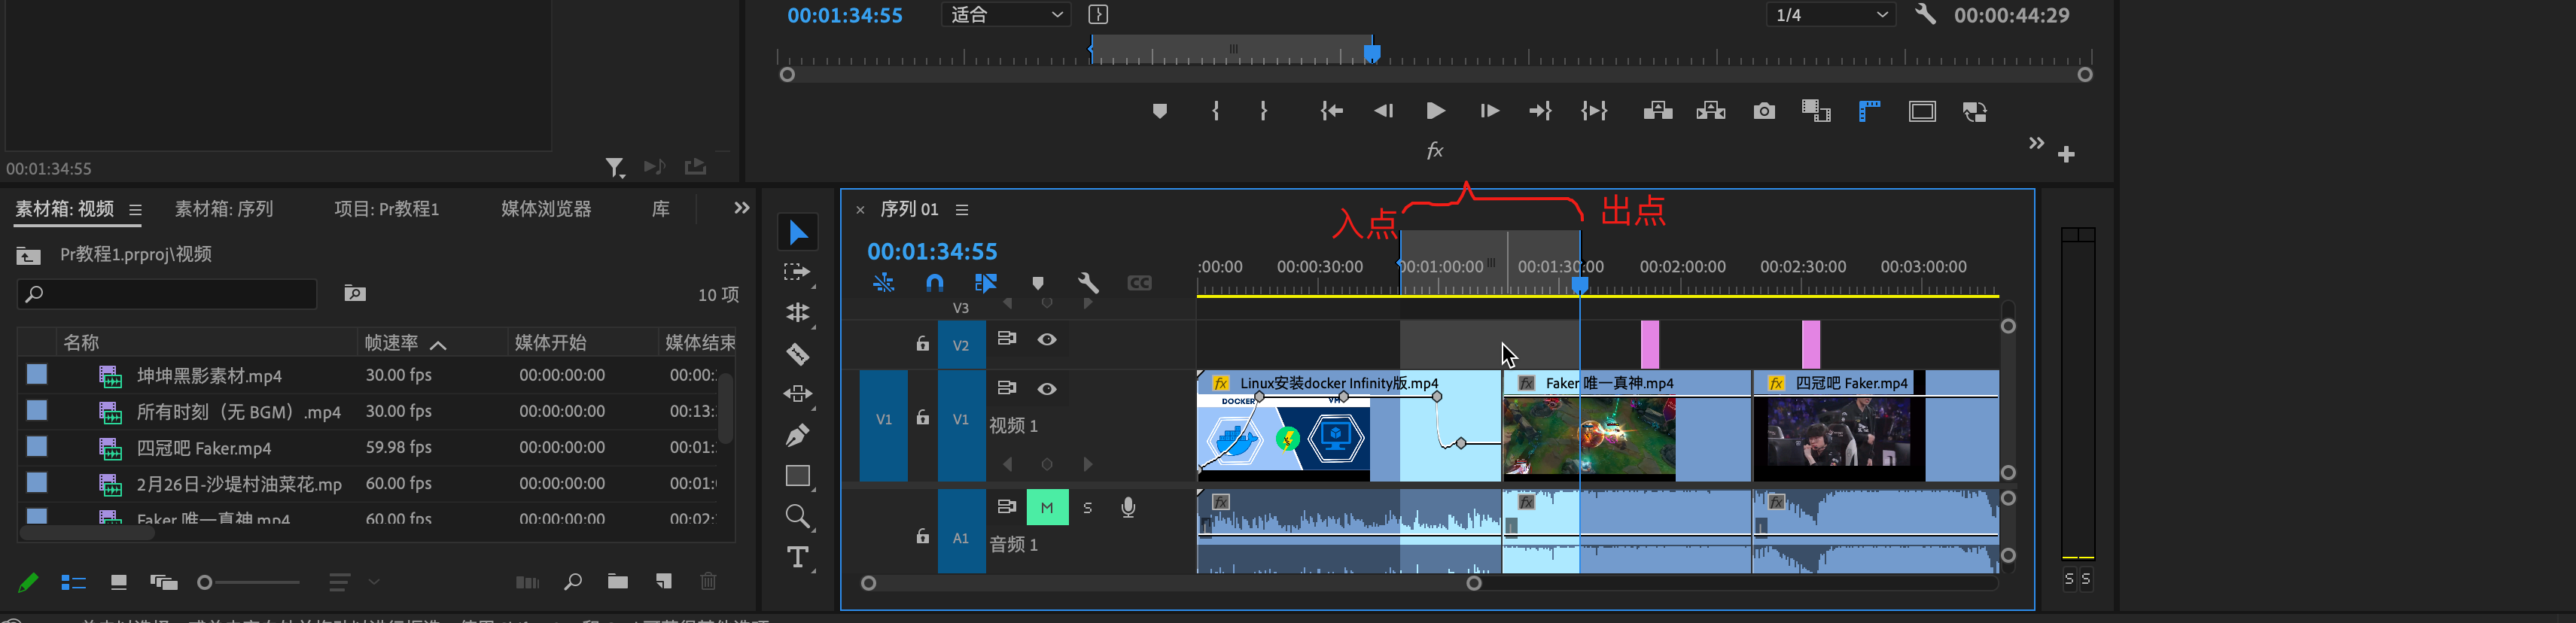 00:01:34:55
适合
1/4
00:00:44:29
fx
00:01:34:55
素材箱: 视频
素材箱: 序列
项目: Pr教程1
媒体浏览器
库
Pr教程1.prproj\视频
10 项
名称
帧速率
媒体开始
媒体结束
坤坤黑影素材.mp4
30.00 fps
00:00:00:00
00:00:
所有时刻（无 BGM）.mp4
30.00 fps
00:00:00:00
00:13:
四冠吧 Faker.mp4
59.98 fps
00:00:00:00
00:01:
2月26日-沙堤村油菜花.mp
60.00 fps
00:00:00:00
00:01:
Faker 唯一真神.mp4
60.00 fps
00:00:00:00
00:02:
入点
出点
× 序列 01
00:01:34:55
:00:00
00:00:30:00
00:01:00:00
00:01:30:00
00:02:00:00
00:02:30:00
00:03:00:00
CC
V3
V2
V1
V1
视频 1
fx Linux安装docker Infinity版.mp4
fx Faker 唯一真神.mp4
fx 四冠吧 Faker.mp4
DOCKER
M
S
A1
音频 1
fx
fx
fx
T
S S